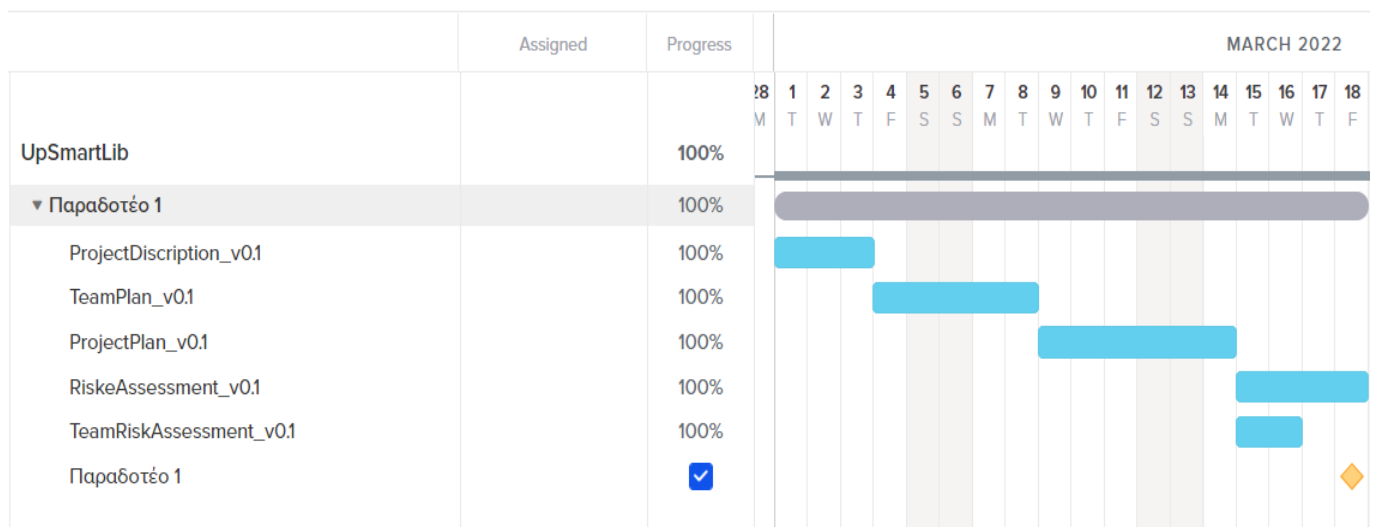 Assigned Progress MARCH 2022
28 1 2 3 4 5 6 7 8 9 10 11 12 13 14 15 16 17 18
M T W T F S S M T W T F S S M T W T F
UpSmartLib 100%
Παραδοτέο 1 100%
ProjectDiscription_v0.1 100%
TeamPlan_v0.1 100%
ProjectPlan_v0.1 100%
RiskeAssessment_v0.1 100%
TeamRiskAssessment_v0.1 100%
Παραδοτέο 1